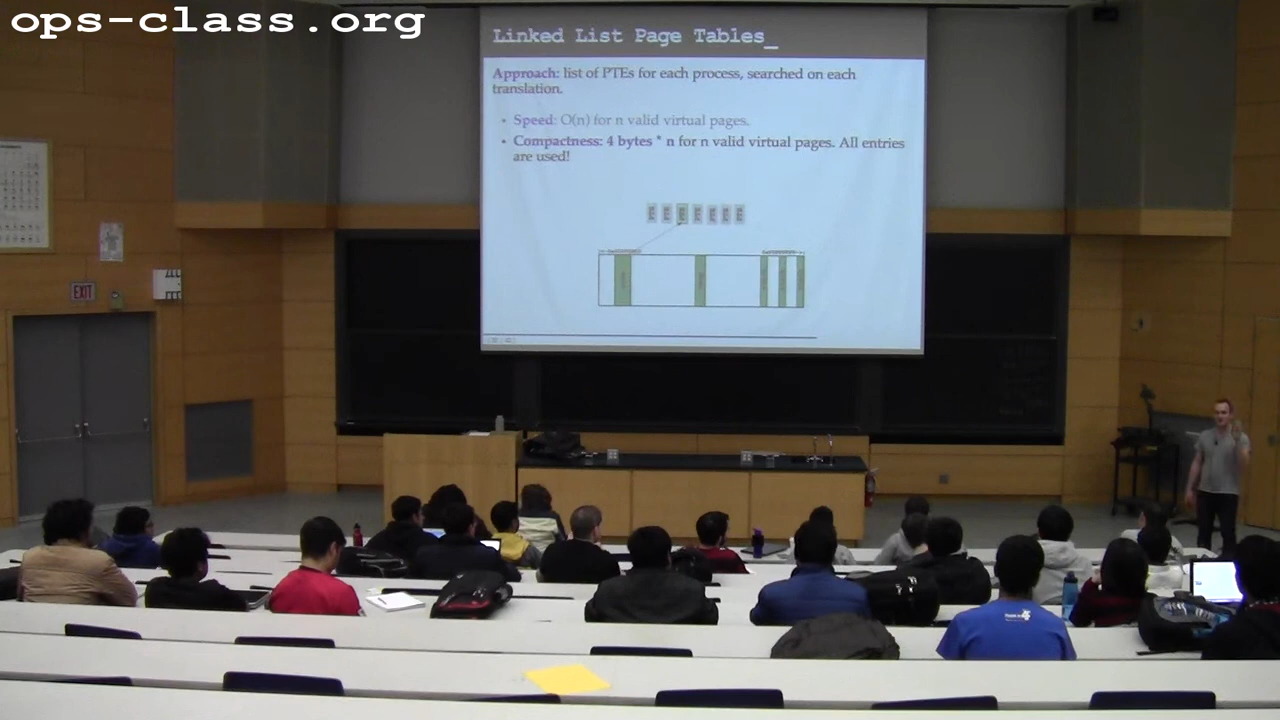 ops-class.org
Linked List Page Tables_
Approach: list of PTEs for each process, searched on each
translation.
• Speed: O(n) for n valid virtual pages.
• Compactness: 4 bytes * n for n valid virtual pages. All entries
are used!
EXIT